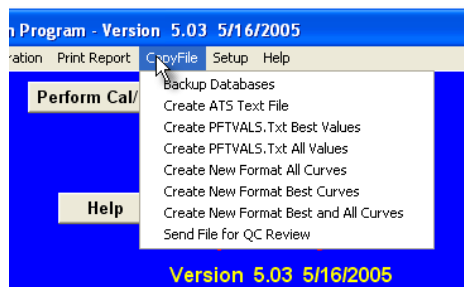 n Program - Version 5.03 5/16/2005
ration Print Report CopyFile Setup Help
Backup Databases
Perform Cal/
Create ATS Text File
Create PFTVALS.Txt Best Values
Create PFTVALS.Txt All Values
Create New Format All Curves
Create New Format Best Curves
Help
Create New Format Best and All Curves
Send File for QC Review
Version 5.03 5/16/2005